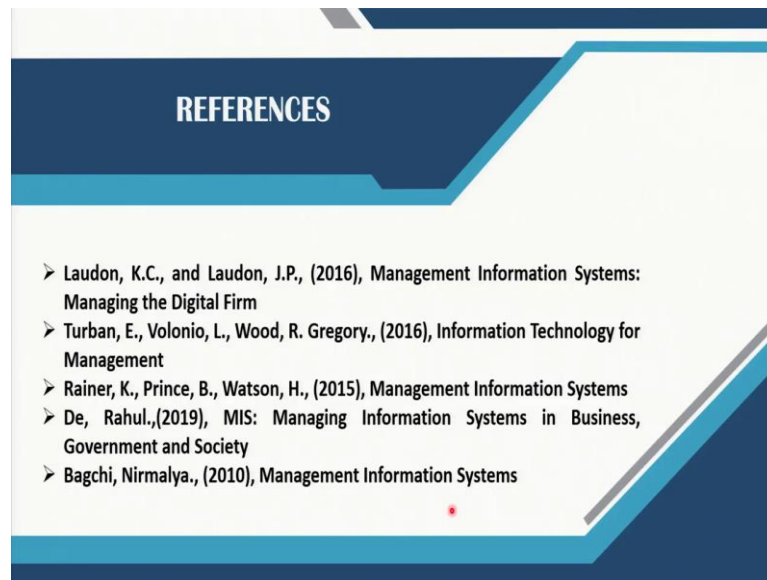 REFERENCES
➢ Laudon, K.C., and Laudon, J.P., (2016), Management Information Systems:
Managing the Digital Firm
➢ Turban, E., Volonio, L., Wood, R. Gregory., (2016), Information Technology for
Management
➢ Rainer, K., Prince, B., Watson, H., (2015), Management Information Systems
➢ De, Rahul.,(2019), MIS: Managing Information Systems in Business,
Government and Society
➢ Bagchi, Nirmalya., (2010), Management Information Systems